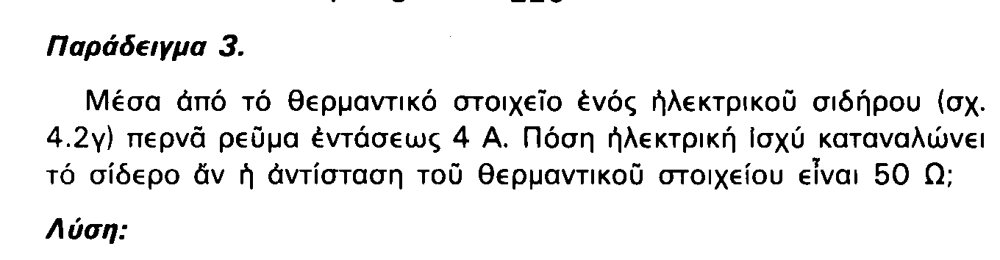 Παράδειγμα 3.
Μέσα ἀπό τό θερμαντικό στοιχεῖο ἑνός ἠλεκτρικοῦ σιδήρου (σχ.
4.2γ) περνᾶ ρεῦμα ἐντάσεως 4 Α. Πόση ἠλεκτρική ἰσχύ καταναλώνει
τό σίδερο ἄν ἡ ἀντίσταση τοῦ θερμαντικοῦ στοιχείου εἶναι 50 Ω;
Λύση: